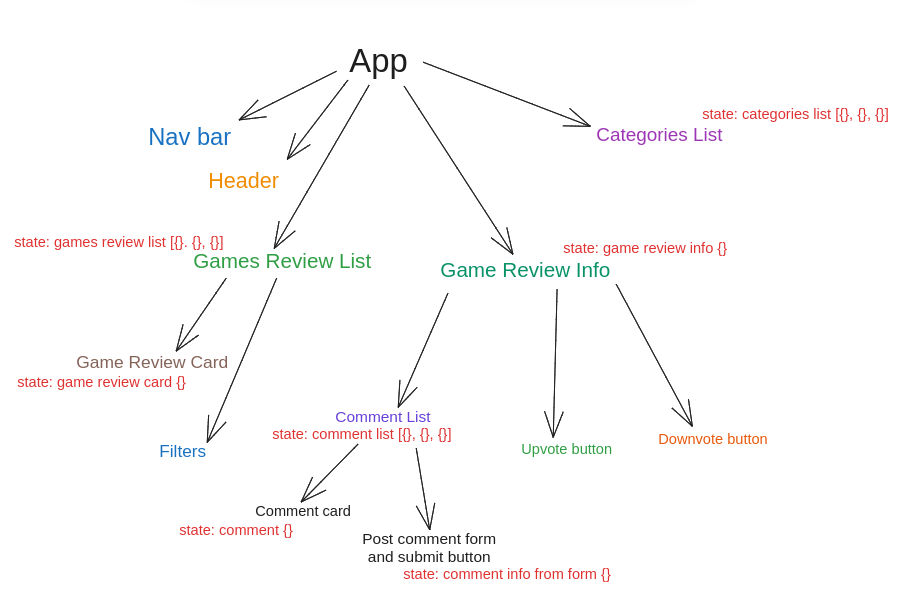 App
state: categories list [{}, {}, {}]
Nav bar
Categories List
Header
state: games review list [{}. {}, {}]
Games Review List
state: game review info {}
Game Review Info
Game Review Card
state: game review card {}
Comment List
state: comment list [{}, {}, {}]
Filters
Upvote button
Downvote button
Comment card
state: comment {}
Post comment form
and submit button
state: comment info from form {}